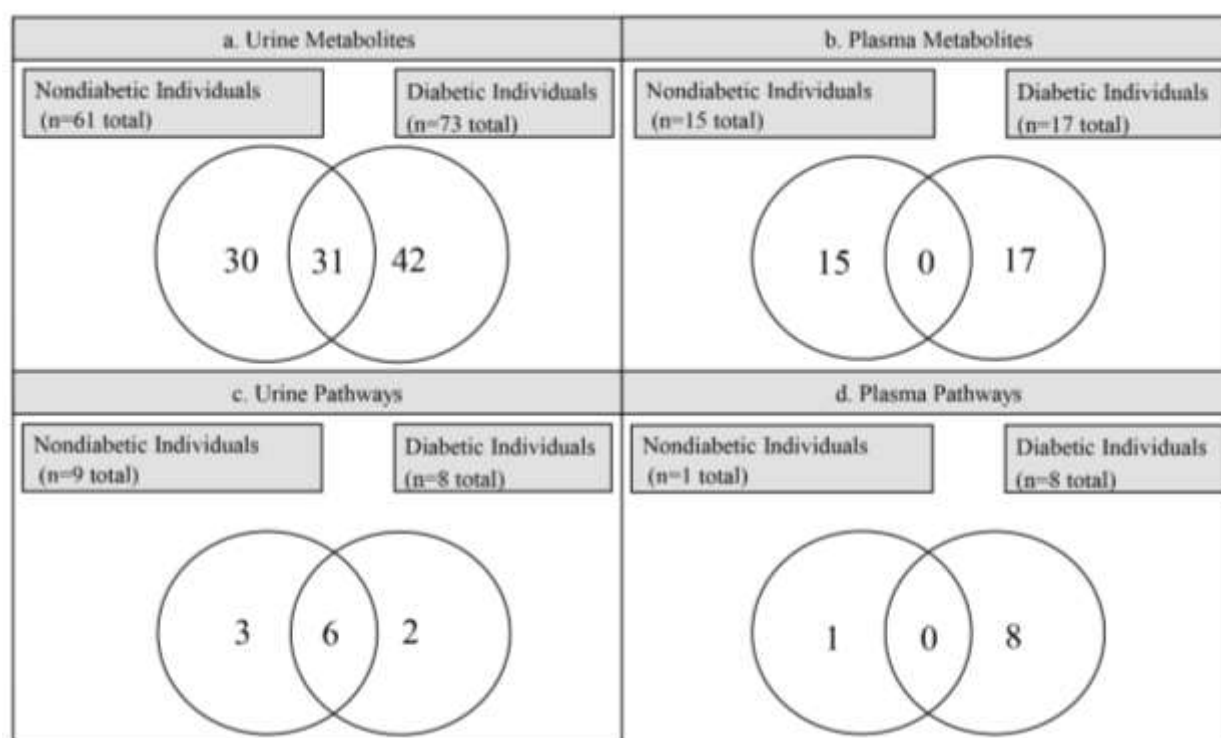 a. Urine Metabolites
b. Plasma Metabolites
Nondiabetic Individuals
(n=61 total)
Diabetic Individuals
(n=73 total)
Nondiabetic Individuals
(n=15 total)
Diabetic Individuals
(n=17 total)
30
31
42
15
0
17
c. Urine Pathways
d. Plasma Pathways
Nondiabetic Individuals
(n=9 total)
Diabetic Individuals
(n=8 total)
Nondiabetic Individuals
(n=1 total)
Diabetic Individuals
(n=8 total)
3
6
2
1
0
8